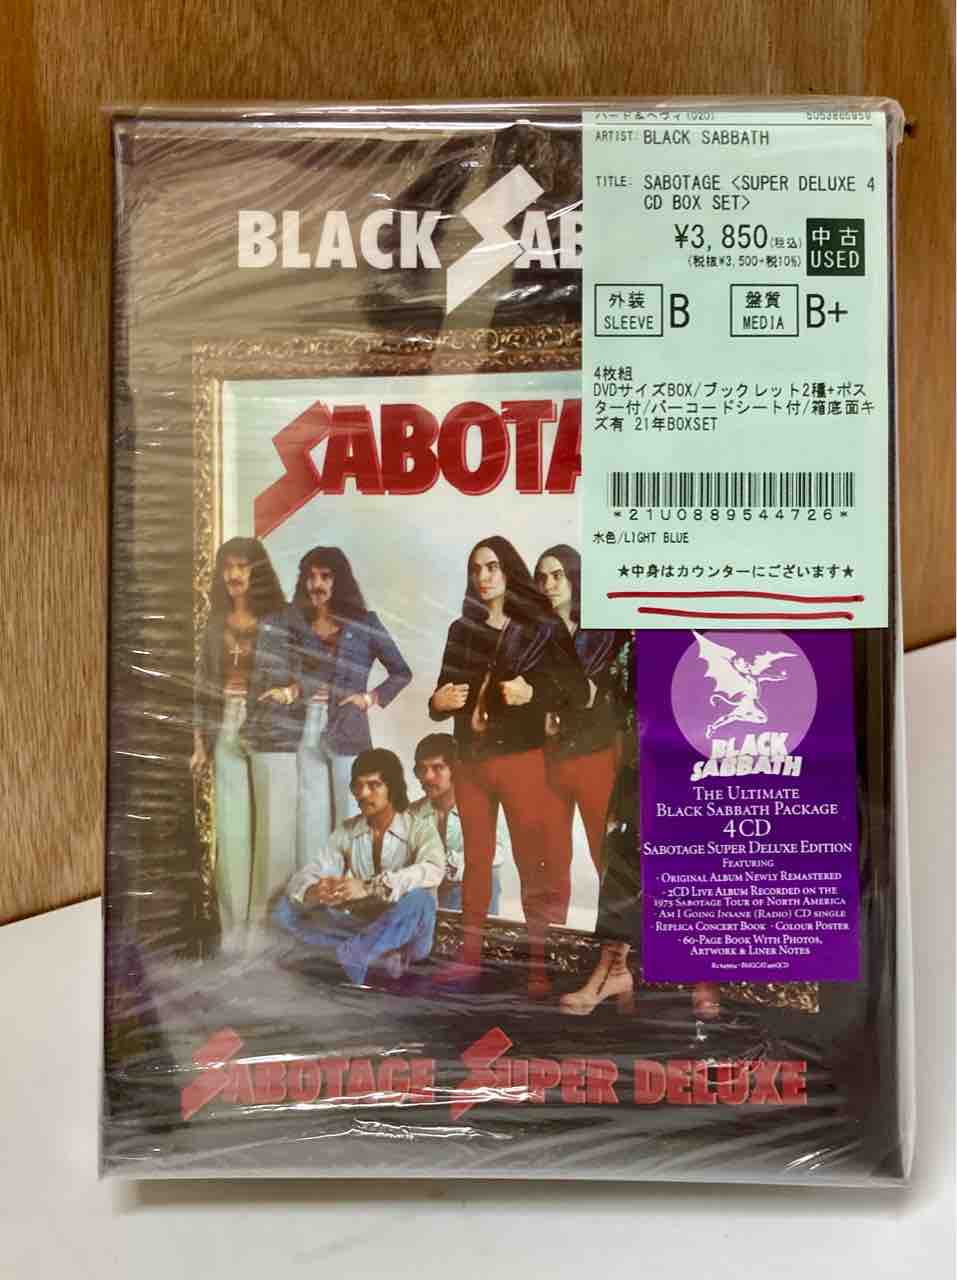 ハード&ヘヴィ(020)
ARTIST: BLACK SABBATH
TITLE: SABOTAGE <SUPER DELUXE 4
CD BOX SET>
¥3,850(税込)
(税抜¥3,500+税10%)
中古
USED
外装
SLEEVE
B
盤質
MEDIA
B+
4枚組
DVDサイズBOX/ブックレット2種+ポス
ター付/バーコードシート付/箱底面キ
ズ有 21年BOXSET
*21U0889544726*
水色/LIGHT BLUE
★中身はカウンターにございます★
BLACK SAB
SABOTA
BLACK
SABBATH
THE ULTIMATE
BLACK SABBATH PACKAGE
4CD
SABOTAGE SUPER DELUXE EDITION
FEATURING
· ORIGINAL ALBUM NEWLY REMASTERED
· 2CD LIVE ALBUM RECORDED ON THE
1975 SABOTAGE TOUR OF NORTH AMERICA
· AM I GOING INSANE (RADIO) CD SINGLE
· REPLICA CONCERT BOOK · COLOUR POSTER
· 60-PAGE BOOK WITH PHOTOS,
ARTWORK & LINER NOTES
SABOTAGE SUPER DELUXE